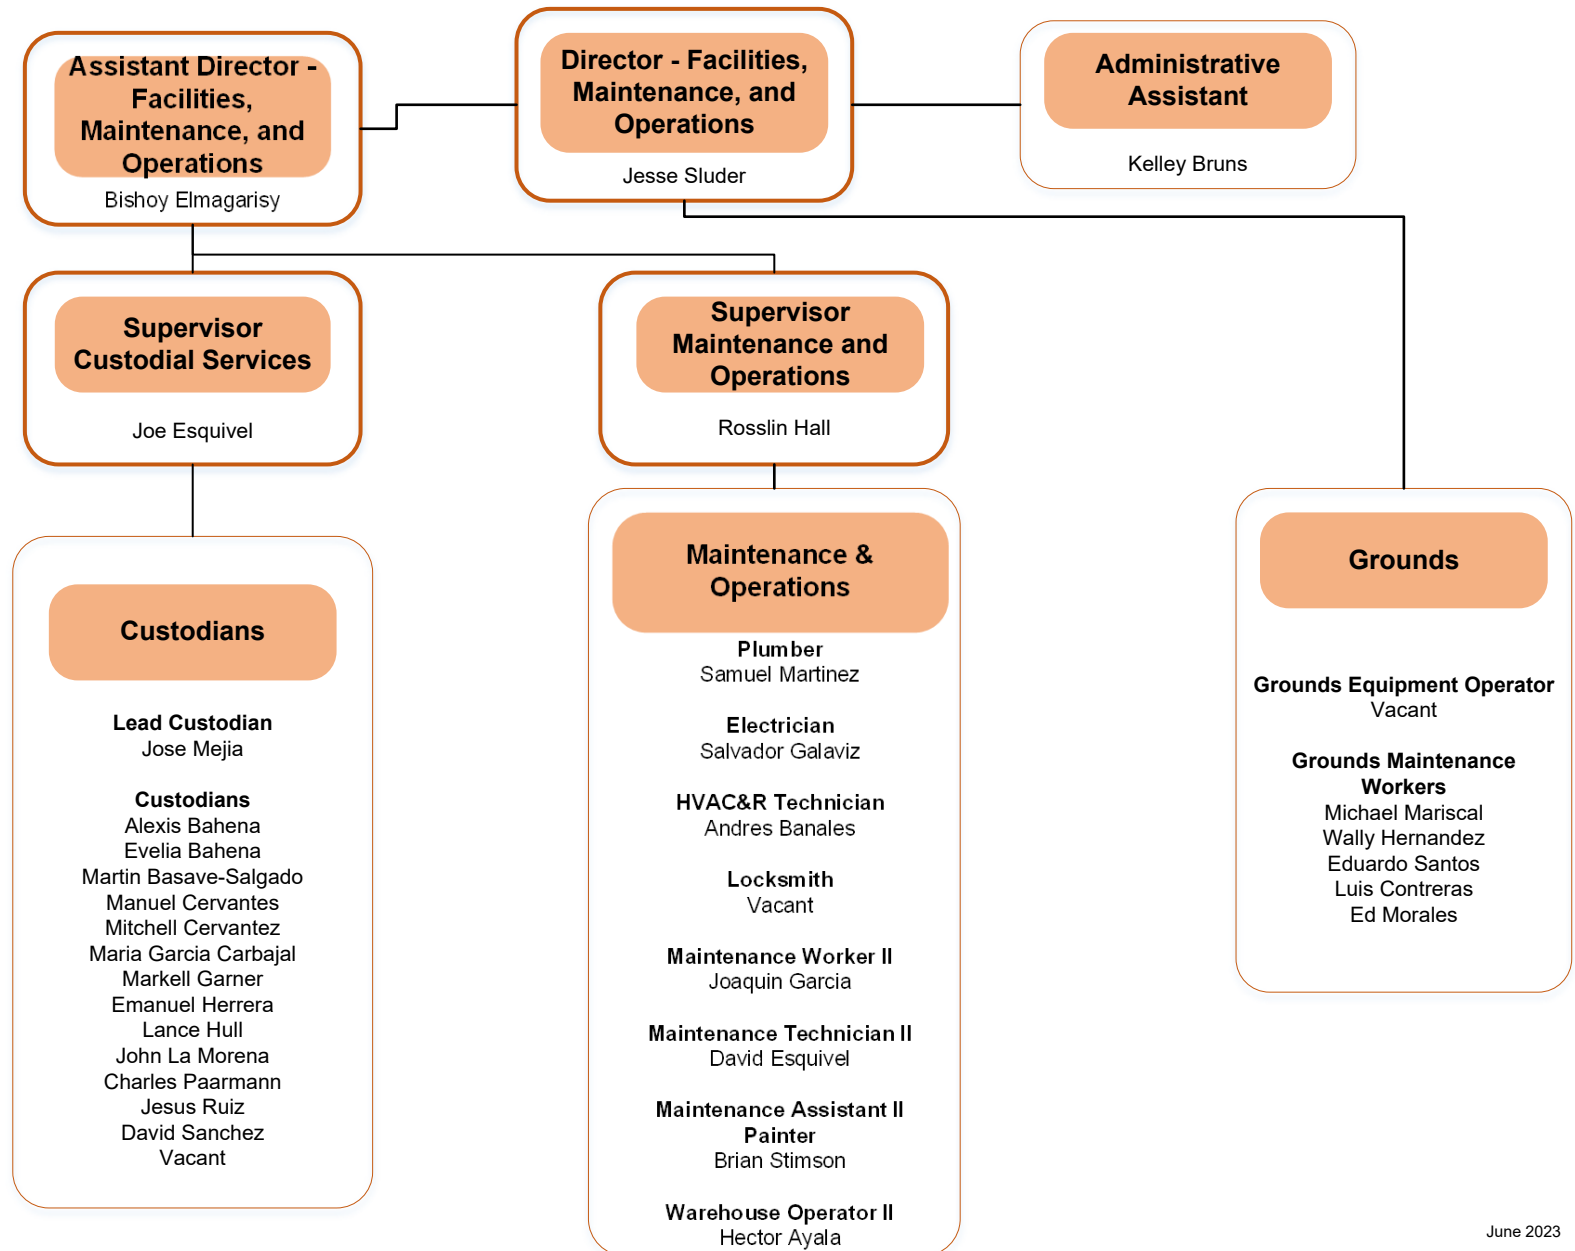 Assistant Director -
Facilities,
Maintenance, and
Operations
Bishoy Elmagarisy
Director - Facilities,
Maintenance, and
Operations
Jesse Sluder
Administrative
Assistant
Kelley Bruns
Supervisor
Custodial Services
Joe Esquivel
Supervisor
Maintenance and
Operations
Rosslin Hall
Custodians
Lead Custodian
Jose Mejia
Custodians
Alexis Bahena
Evelia Bahena
Martin Basave-Salgado
Manuel Cervantes
Mitchell Cervantez
Maria Garcia Carbajal
Markell Garner
Emanuel Herrera
Lance Hull
John La Morena
Charles Paarmann
Jesus Ruiz
David Sanchez
Vacant
Maintenance &
Operations
Plumber
Samuel Martinez
Electrician
Salvador Galaviz
HVAC&R Technician
Andres Banales
Locksmith
Vacant
Maintenance Worker II
Joaquin Garcia
Maintenance Technician II
David Esquivel
Maintenance Assistant II
Painter
Brian Stimson
Warehouse Operator II
Hector Ayala
Grounds
Grounds Equipment Operator
Vacant
Grounds Maintenance
Workers
Michael Mariscal
Wally Hernandez
Eduardo Santos
Luis Contreras
Ed Morales
June 2023